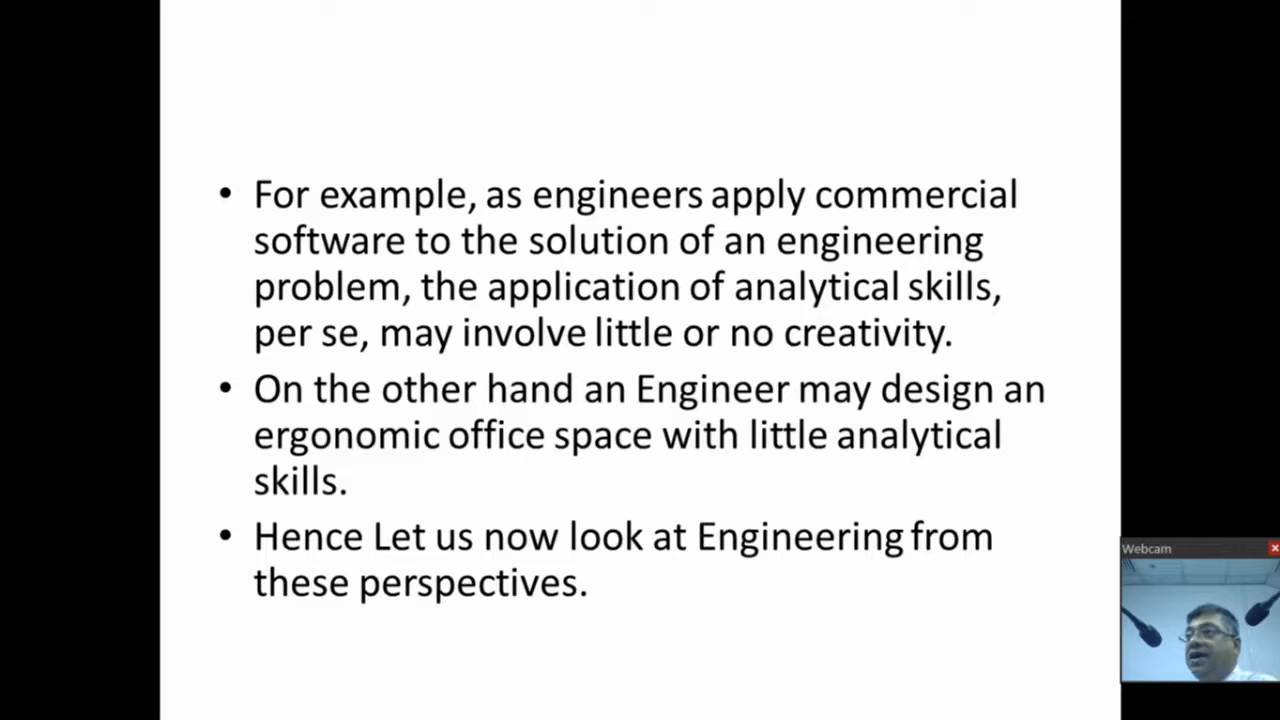 • For example, as engineers apply commercial
software to the solution of an engineering
problem, the application of analytical skills,
per se, may involve little or no creativity.
• On the other hand an Engineer may design an
ergonomic office space with little analytical
skills.
• Hence Let us now look at Engineering from
these perspectives.
Webcam